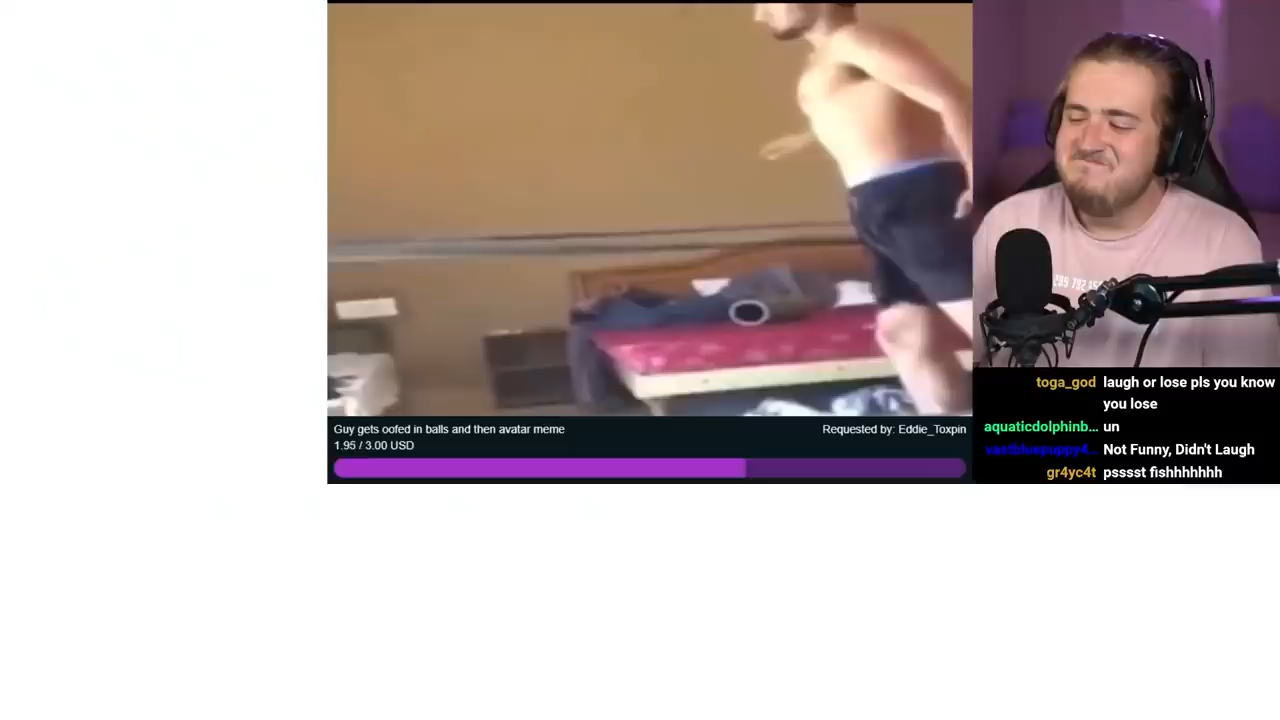 Guy gets oofed in balls and then avatar meme
Requested by: Eddie_Toxpin
1.95 / 3.00 USD
toga_god laugh or lose pls you know
you lose
aquaticdolphinb… un
Not Funny, Didn't Laugh
gr4yc4t psssst fishhhhhhh